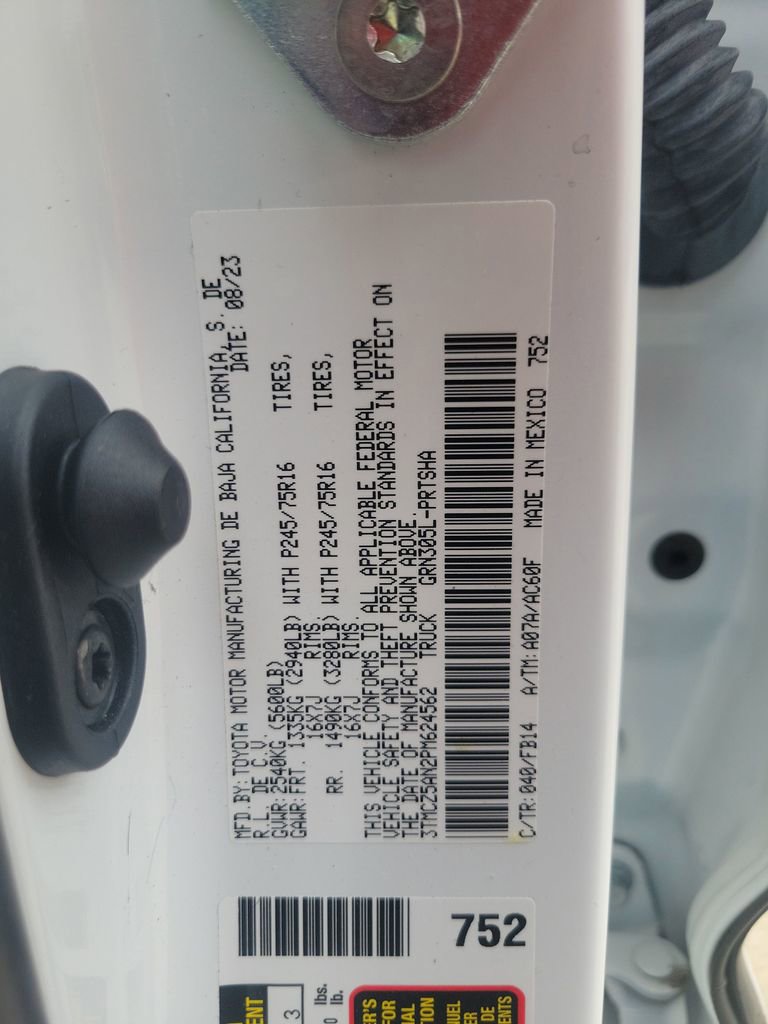 MFD.BY:TOYOTA MOTOR MANUFACTURING DE BAJA CALIFORNIA, S. DE
R.L. DE C.V. DATE: 08/23
GVWR:2540KG (5600LB)
GAWR:FRT. 1335KG (2940LB) WITH P245/75R16 TIRES,
16X7J RIMS.
RR. 1490KG (3280LB) WITH P245/75R16 TIRES,
16X7J RIMS.
THIS VEHICLE CONFORMS TO ALL APPLICABLE FEDERAL MOTOR
VEHICLE SAFETY AND THEFT PREVENTION STANDARDS IN EFFECT ON
THE DATE OF MANUFACTURE SHOWN ABOVE.
3TMCZ5AN2PM624562 TRUCK GRN305L-PRTSHA
C/TR:040/FB14 A/TM:A07A/AC60F MADE IN MEXICO 752
752
3
lbs.
lb.